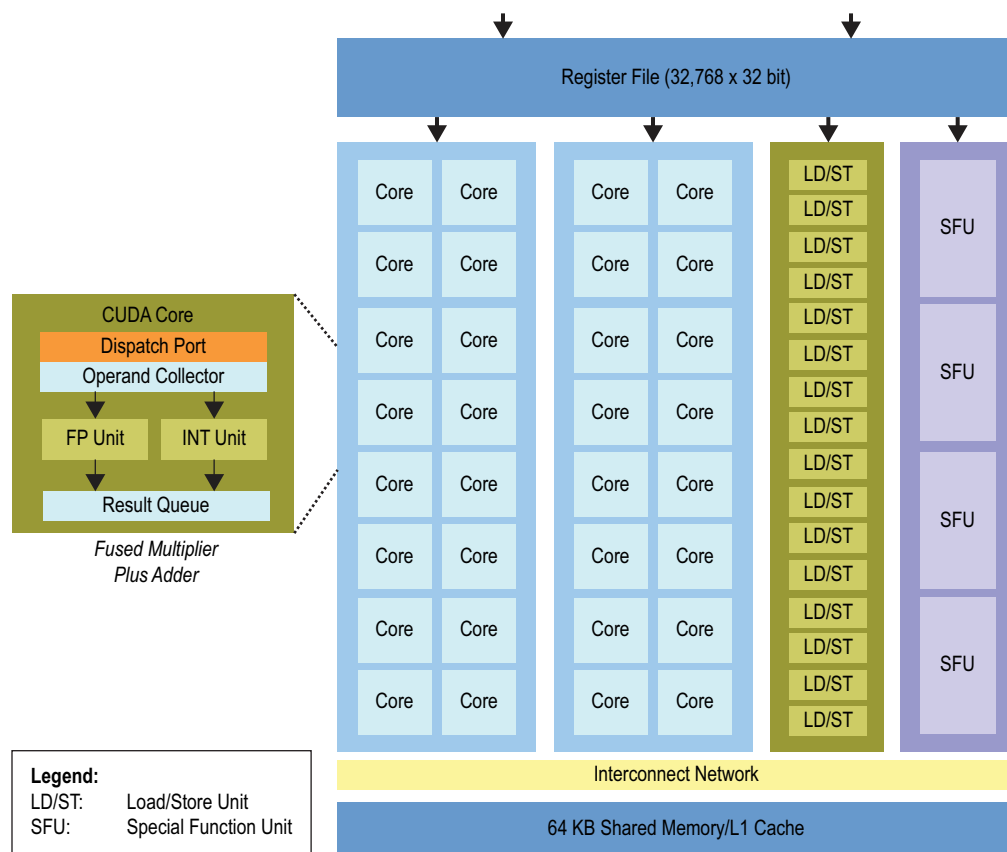 Register File (32,768 x 32 bit)
Core Core Core Core LD/ST SFU
LD/ST
Core Core Core Core LD/ST
LD/ST
CUDA Core
Dispatch Port
Operand Collector
FP Unit INT Unit
Result Queue
Fused Multiplier
Plus Adder
Core Core Core Core LD/ST SFU
LD/ST
Core Core Core Core LD/ST
LD/ST
Core Core Core Core LD/ST SFU
LD/ST
Core Core Core Core LD/ST
LD/ST
Core Core Core Core LD/ST SFU
LD/ST
Core Core Core Core LD/ST
LD/ST
Interconnect Network
64 KB Shared Memory/L1 Cache
Legend:
LD/ST: Load/Store Unit
SFU: Special Function Unit